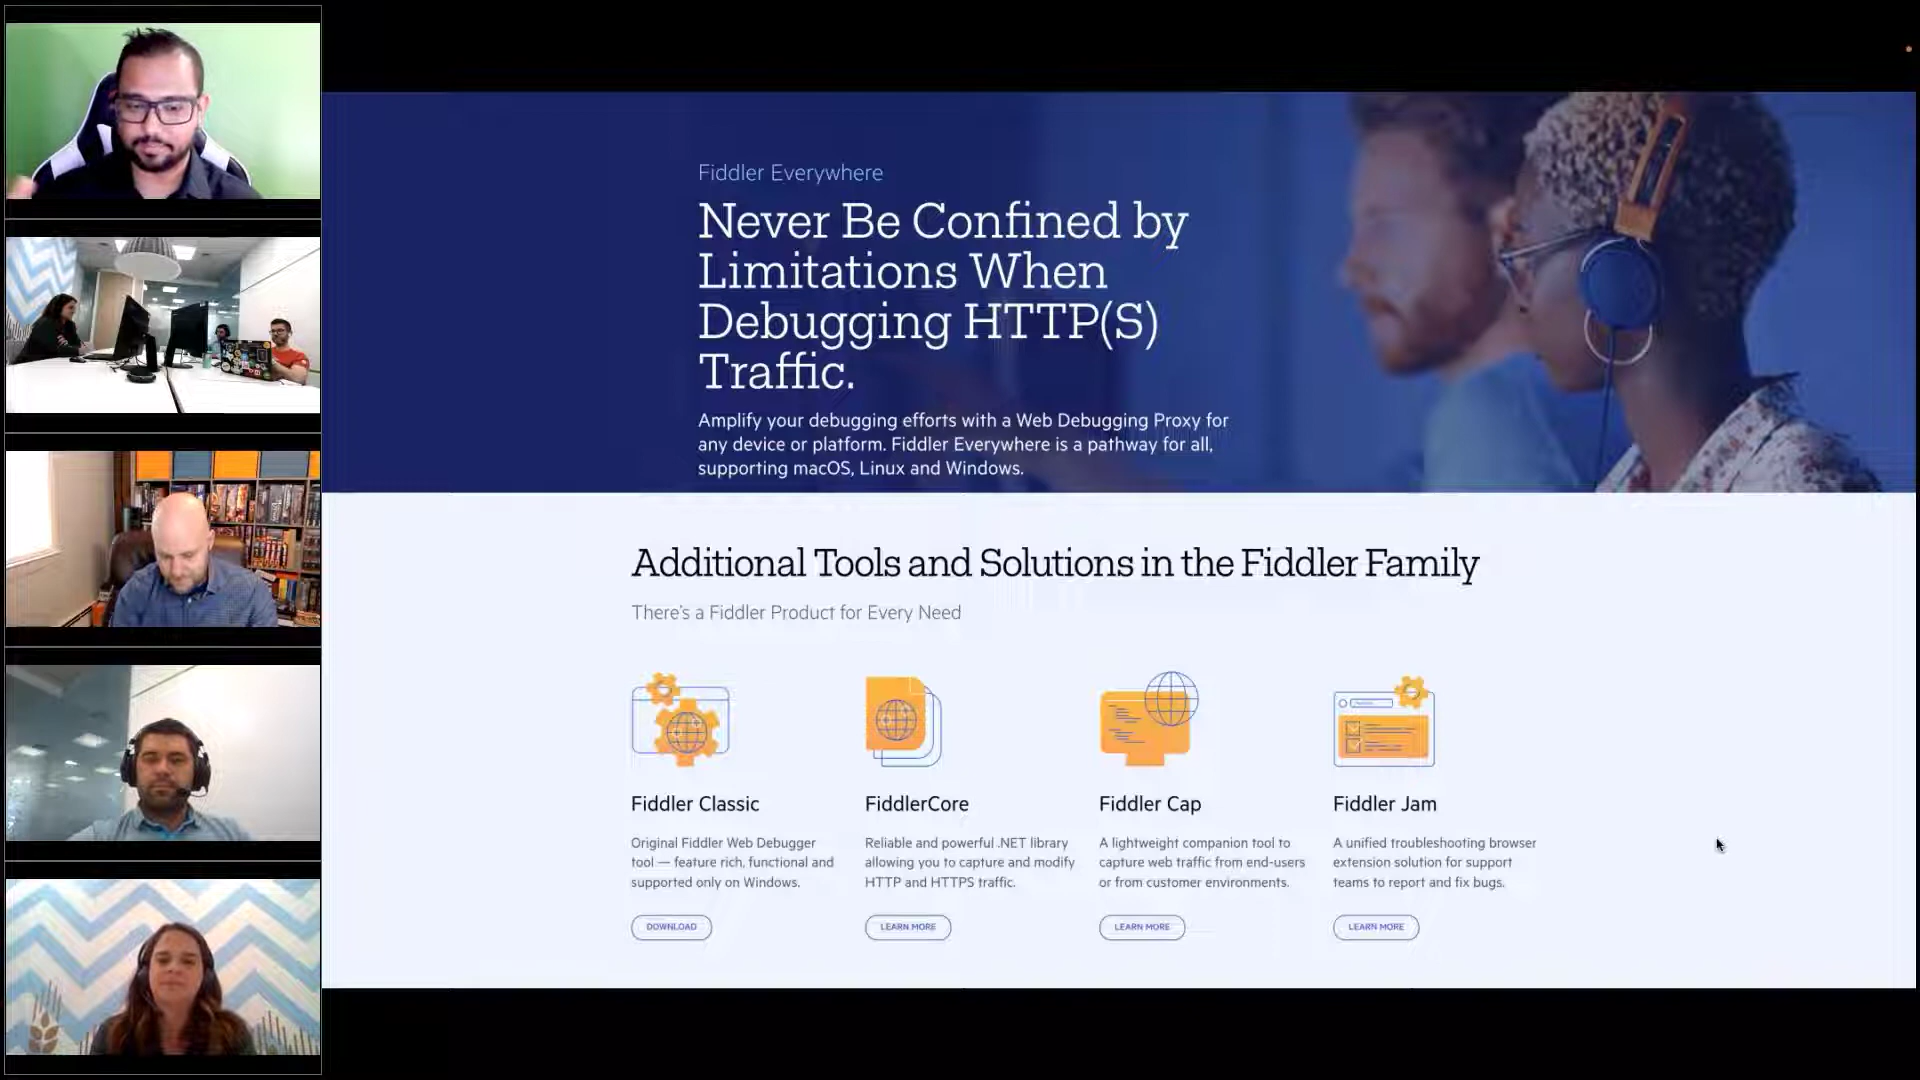 Fiddler Everywhere
Never Be Confined by
Limitations When
Debugging HTTP(S)
Traffic.
Amplify your debugging efforts with a Web Debugging Proxy for
any device or platform. Fiddler Everywhere is a pathway for all,
supporting macOS, Linux and Windows.
Additional Tools and Solutions in the Fiddler Family
There's a Fiddler Product for Every Need
Fiddler Classic
Original Fiddler Web Debugger
tool — feature rich, functional and
supported only on Windows.
DOWNLOAD
FiddlerCore
Reliable and powerful .NET library
allowing you to capture and modify
HTTP and HTTPS traffic.
LEARN MORE
Fiddler Cap
A lightweight companion tool to
capture web traffic from end-users
or from customer environments.
LEARN MORE
Fiddler Jam
A unified troubleshooting browser
extension solution for support
teams to report and fix bugs.
LEARN MORE